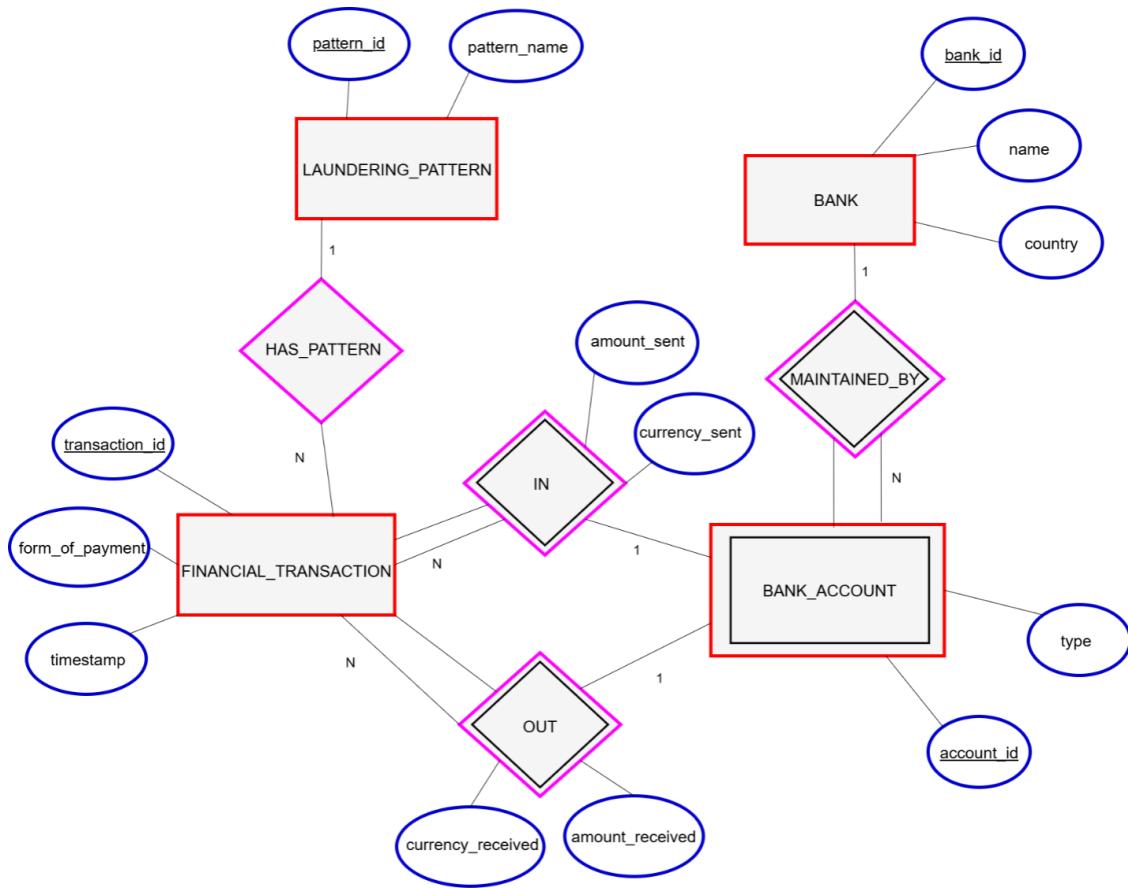 pattern_id
pattern_name
bank_id
name
country
LAUNDERING_PATTERN
BANK
1
1
HAS_PATTERN
amount_sent
MAINTAINED_BY
transaction_id
currency_sent
N
N
IN
form_of_payment
FINANCIAL_TRANSACTION
N
1
BANK_ACCOUNT
type
timestamp
N
1
OUT
account_id
currency_received
amount_received